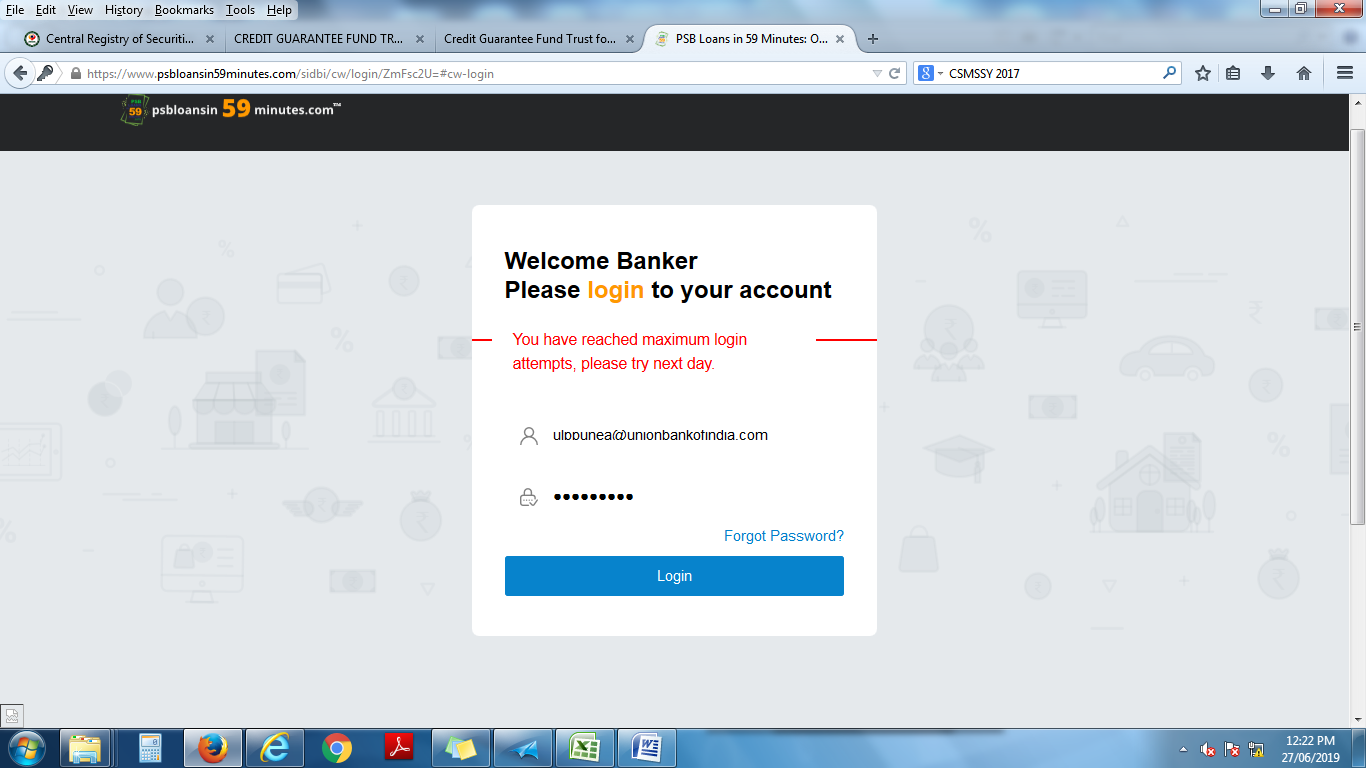 File Edit View History Bookmarks Tools Help
Central Registry of Securiti... CREDIT GUARANTEE FUND TR... Credit Guarantee Fund Trust fo... PSB Loans in 59 Minutes: O...
https://www.psbloansin59minutes.com/sidbi/cw/login/ZmFsc2U=#cw-login CSMSSY 2017
PSB 59 psbloansin 59 minutes.com™
Welcome Banker
Please login to your account
You have reached maximum login
attempts, please try next day.
ulppunea@unionbankofindia.com
Forgot Password?
Login
12:22 PM
27/06/2019